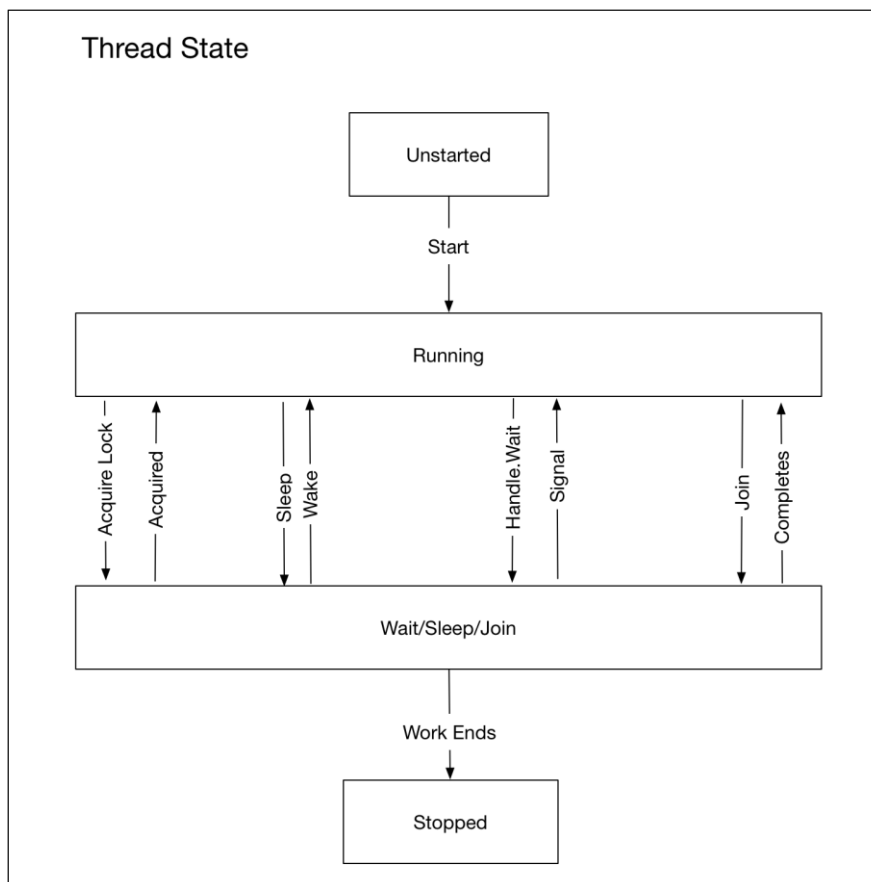 Thread State
Unstarted
Start
Running
Acquire Lock
Acquired
Sleep
Wake
Handle.Wait
Signal
Join
Completes
Wait/Sleep/Join
Work Ends
Stopped